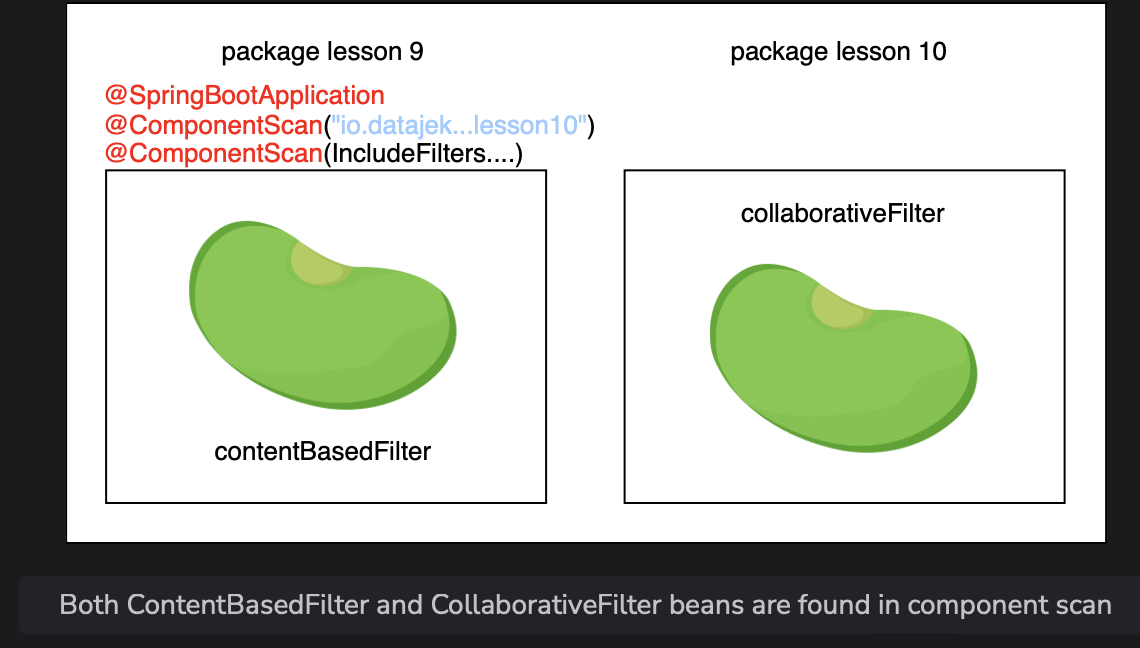 package lesson 9
package lesson 10
@SpringBootApplication
@ComponentScan("io.datajek...lesson10")
@ComponentScan(IncludeFilters....)
collaborativeFilter
contentBasedFilter
Both ContentBasedFilter and CollaborativeFilter beans are found in component scan